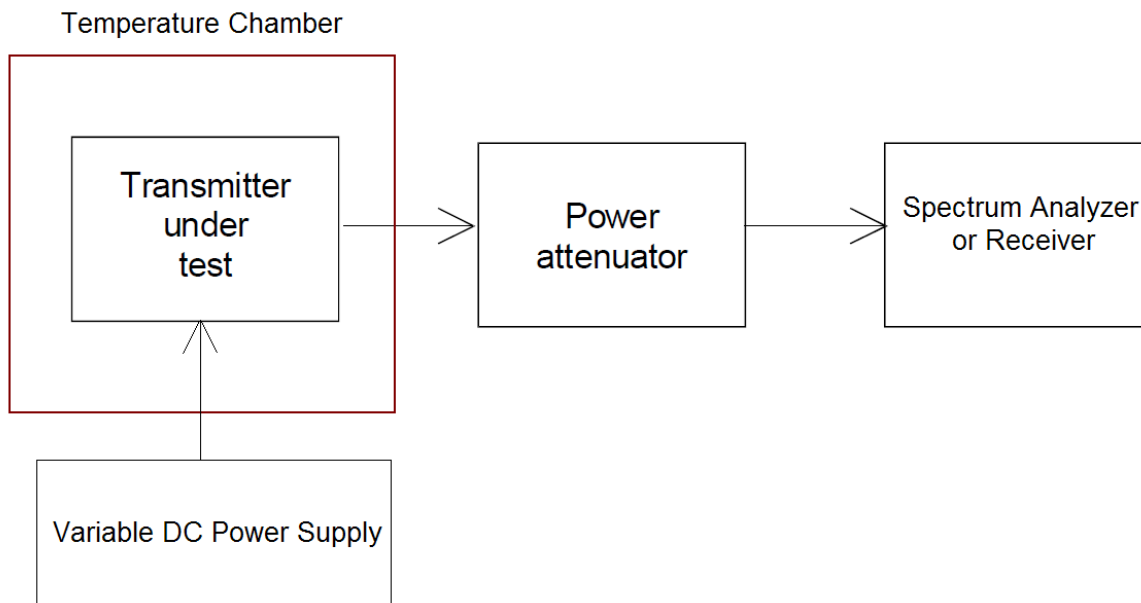 Temperature Chamber
Transmitter
under
test
Power
attenuator
Spectrum Analyzer
or Receiver
Variable DC Power Supply